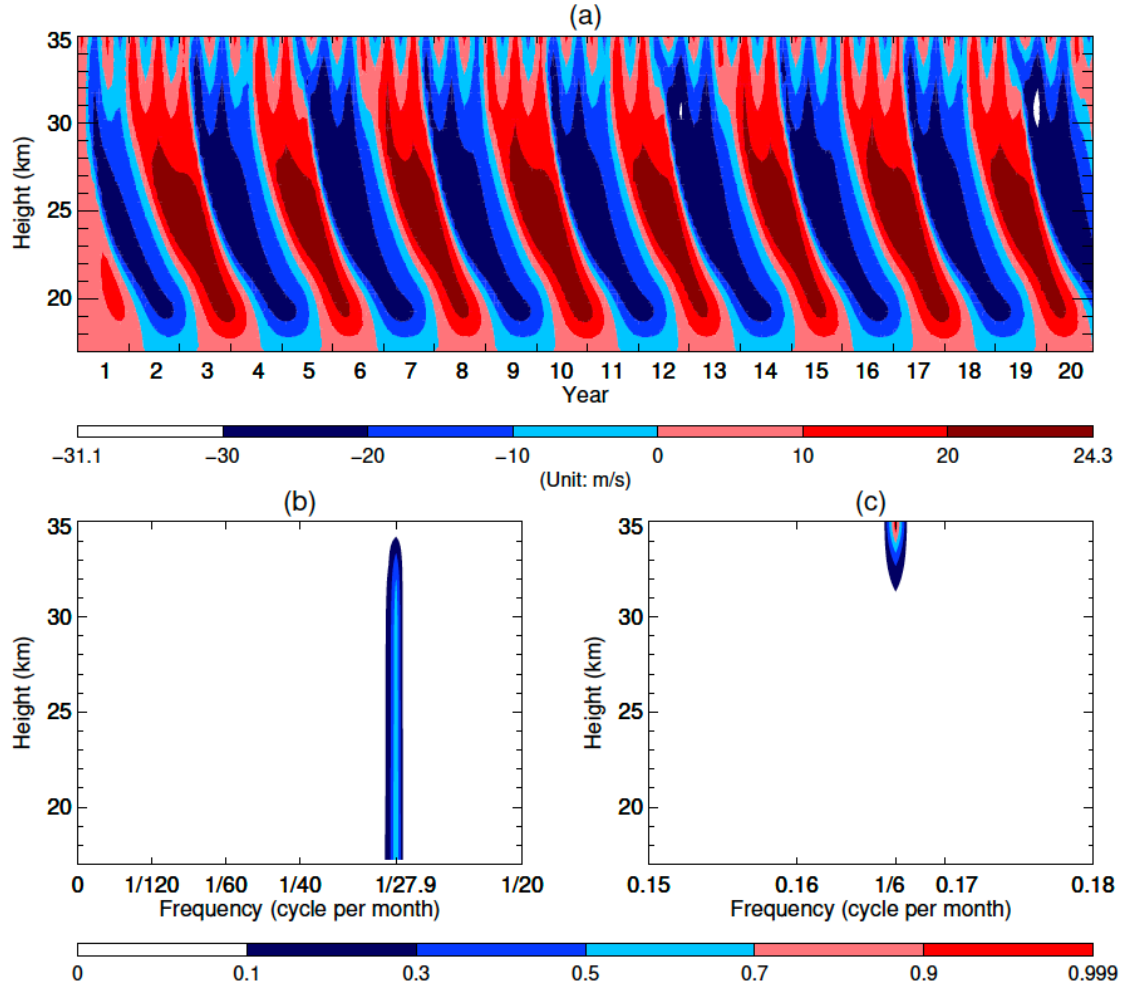 (a)
35
30
25
20
Height (km)
1 2 3 4 5 6 7 8 9 10 11 12 13 14 15 16 17 18 19 20
Year
−31.1 −30 −20 −10 0 10 20 24.3
(Unit: m/s)
(b)
35
30
25
20
Height (km)
0 1/120 1/60 1/40 1/27.9 1/20
Frequency (cycle per month)
(c)
35
30
25
20
Height (km)
0.15 0.16 1/6 0.17 0.18
Frequency (cycle per month)
0 0.1 0.3 0.5 0.7 0.9 0.999